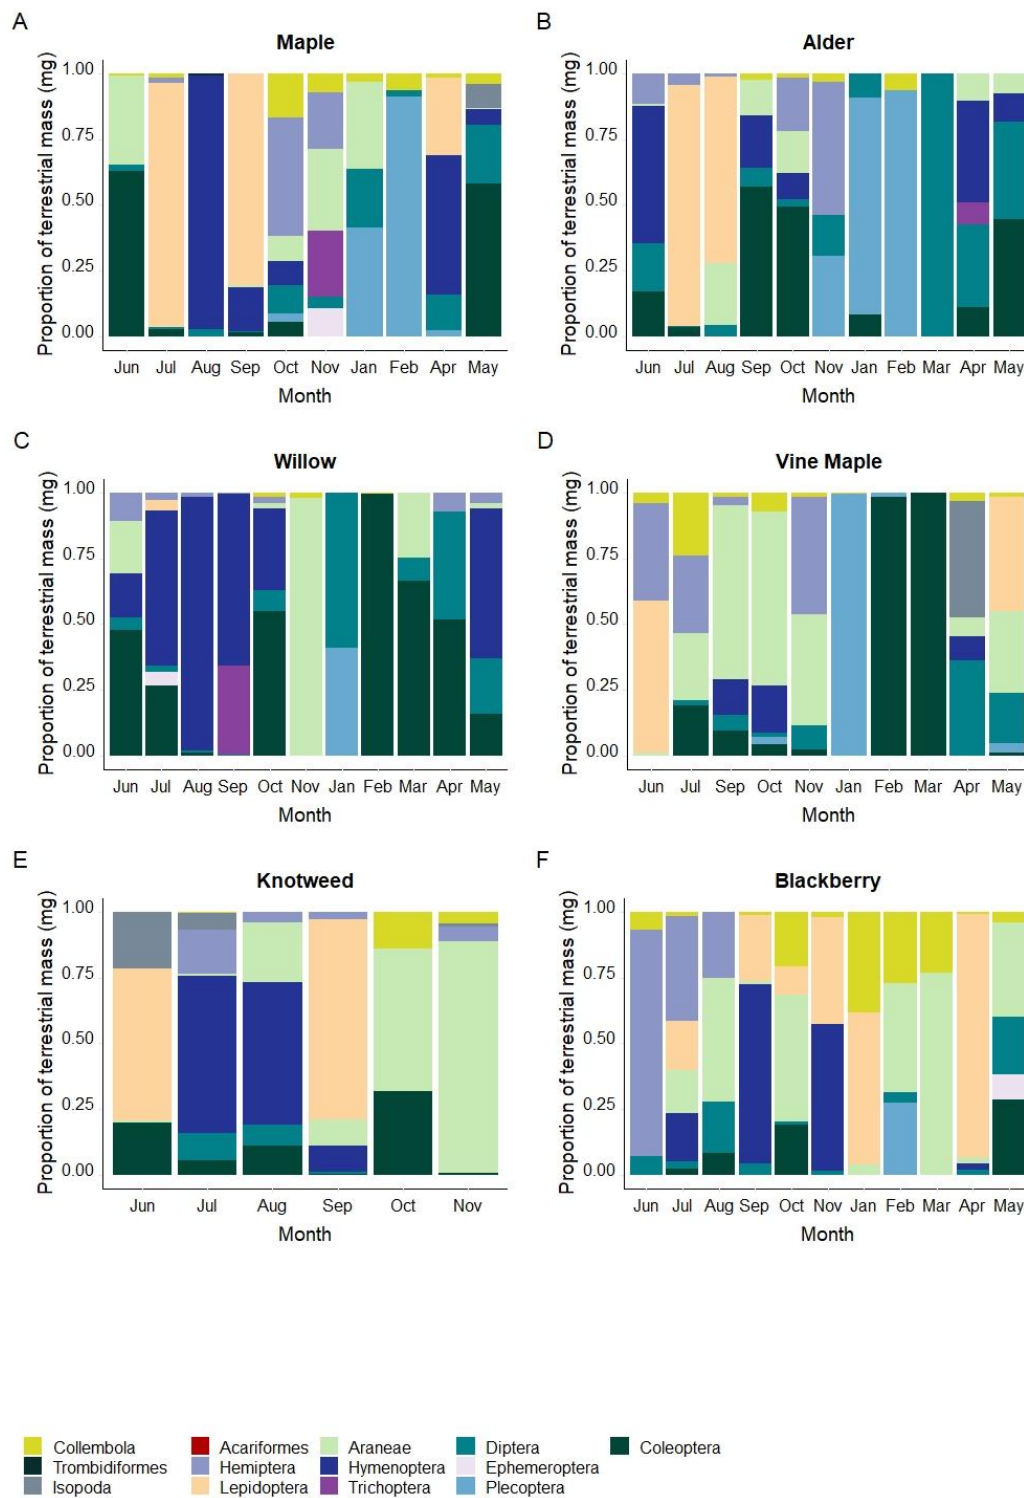 A
Maple
Proportion of terrestrial mass (mg)
1.00
0.75
0.50
0.25
0.00
Jun Jul Aug Sep Oct Nov Jan Feb Apr May
Month
B
Alder
Proportion of terrestrial mass (mg)
1.00
0.75
0.50
0.25
0.00
Jun Jul Aug Sep Oct Nov Jan Feb Mar Apr May
Month
C
Willow
Proportion of terrestrial mass (mg)
1.00
0.75
0.50
0.25
0.00
Jun Jul Aug Sep Oct Nov Jan Feb Mar Apr May
Month
D
Vine Maple
Proportion of terrestrial mass (mg)
1.00
0.75
0.50
0.25
0.00
Jun Jul Sep Oct Nov Jan Feb Mar Apr May
Month
E
Knotweed
Proportion of terrestrial mass (mg)
1.00
0.75
0.50
0.25
0.00
Jun Jul Aug Sep Oct Nov
Month
F
Blackberry
Proportion of terrestrial mass (mg)
1.00
0.75
0.50
0.25
0.00
Jun Jul Aug Sep Oct Nov Jan Feb Mar Apr May
Month
Collembola Acariformes Araneae Diptera Coleoptera
Trombidiformes Hemiptera Hymenoptera Ephemeroptera
Isopoda Lepidoptera Trichoptera Plecoptera